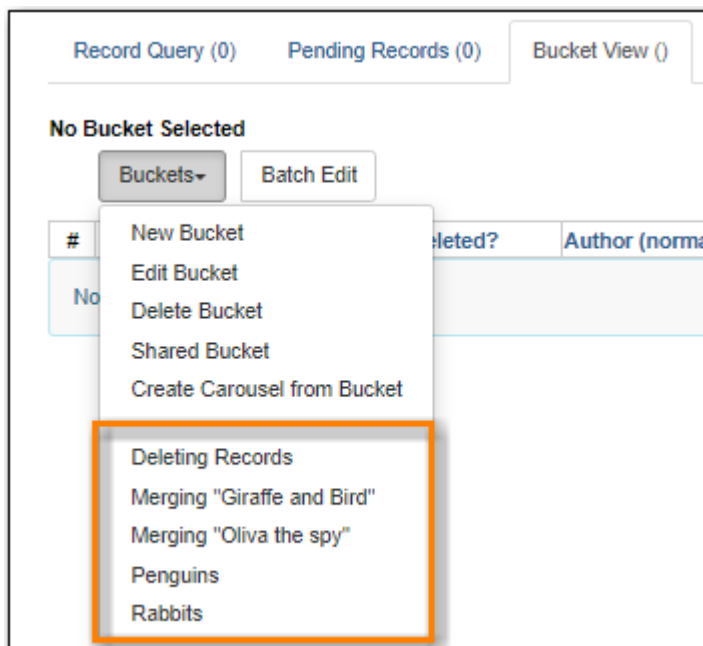 Record Query (0) Pending Records (0) Bucket View ()
No Bucket Selected
Buckets Batch Edit
# eleted? Author (norma
No
New Bucket
Edit Bucket
Delete Bucket
Shared Bucket
Create Carousel from Bucket
Deleting Records
Merging "Giraffe and Bird"
Merging "Oliva the spy"
Penguins
Rabbits